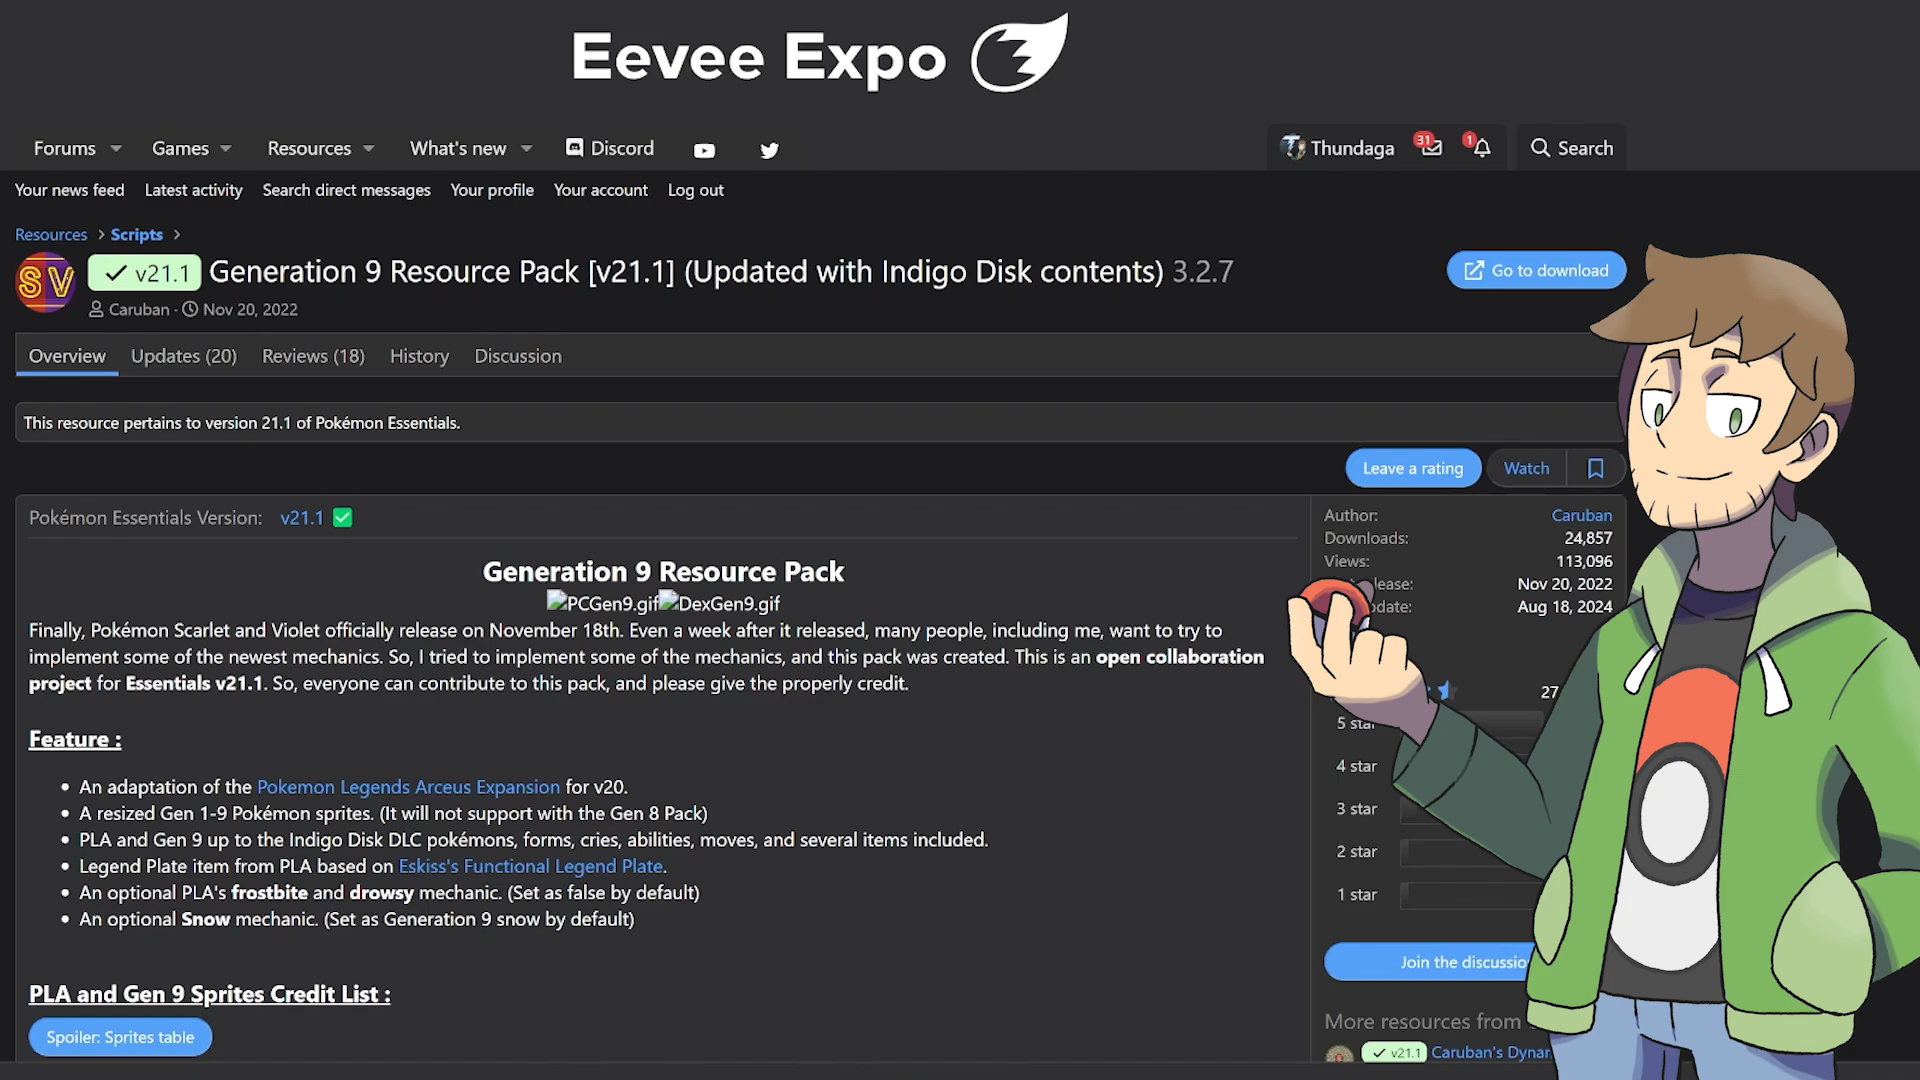 Eevee Expo
Forums Games Resources What's new Discord
Thundaga 31 1 Search
Your news feed Latest activity Search direct messages Your profile Your account Log out
Resources > Scripts >
SV
v21.1 Generation 9 Resource Pack [v21.1] (Updated with Indigo Disk contents) 3.2.7
Caruban · Nov 20, 2022
Go to download
Overview Updates (20) Reviews (18) History Discussion
This resource pertains to version 21.1 of Pokémon Essentials.
Leave a rating Watch
Pokémon Essentials Version: v21.1
Generation 9 Resource Pack
PCGen9.gif DexGen9.gif
Finally, Pokémon Scarlet and Violet officially release on November 18th. Even a week after it released, many people, including me, want to try to
implement some of the newest mechanics. So, I tried to implement some of the mechanics, and this pack was created. This is an open collaboration
project for Essentials v21.1. So, everyone can contribute to this pack, and please give the properly credit.
Feature :
• An adaptation of the Pokemon Legends Arceus Expansion for v20.
• A resized Gen 1-9 Pokémon sprites. (It will not support with the Gen 8 Pack)
• PLA and Gen 9 up to the Indigo Disk DLC pokémons, forms, cries, abilities, moves, and several items included.
• Legend Plate item from PLA based on Eskiss's Functional Legend Plate.
• An optional PLA's frostbite and drowsy mechanic. (Set as false by default)
• An optional Snow mechanic. (Set as Generation 9 snow by default)
PLA and Gen 9 Sprites Credit List :
Spoiler: Sprites table
Author: Caruban
Downloads: 24,857
Views: 113,096
lease: Nov 20, 2022
pdate: Aug 18, 2024
27
5 star
4 star
3 star
2 star
1 star
Join the discussio
More resources from
v21.1 Caruban's Dynar